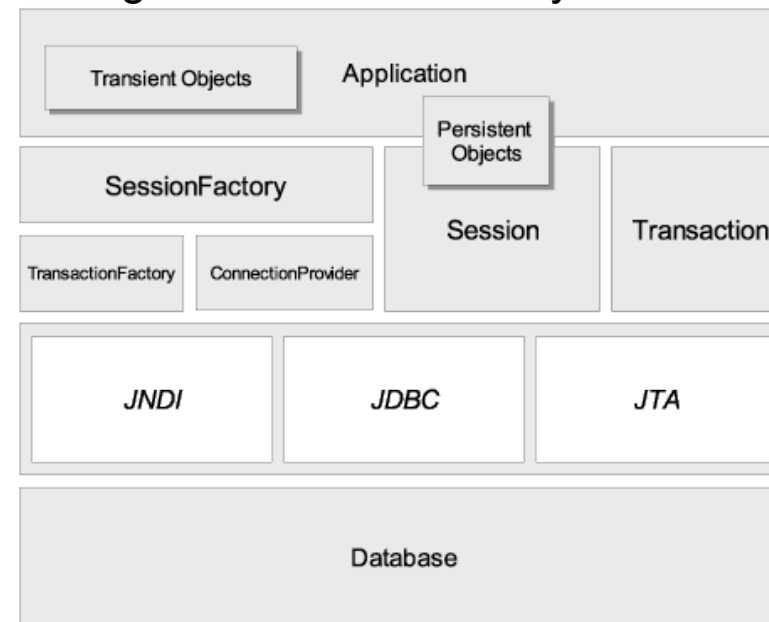 Transient Objects
Application
Persistent
Objects
SessionFactory
Session
Transaction
TransactionFactory
ConnectionProvider
JNDI
JDBC
JTA
Database